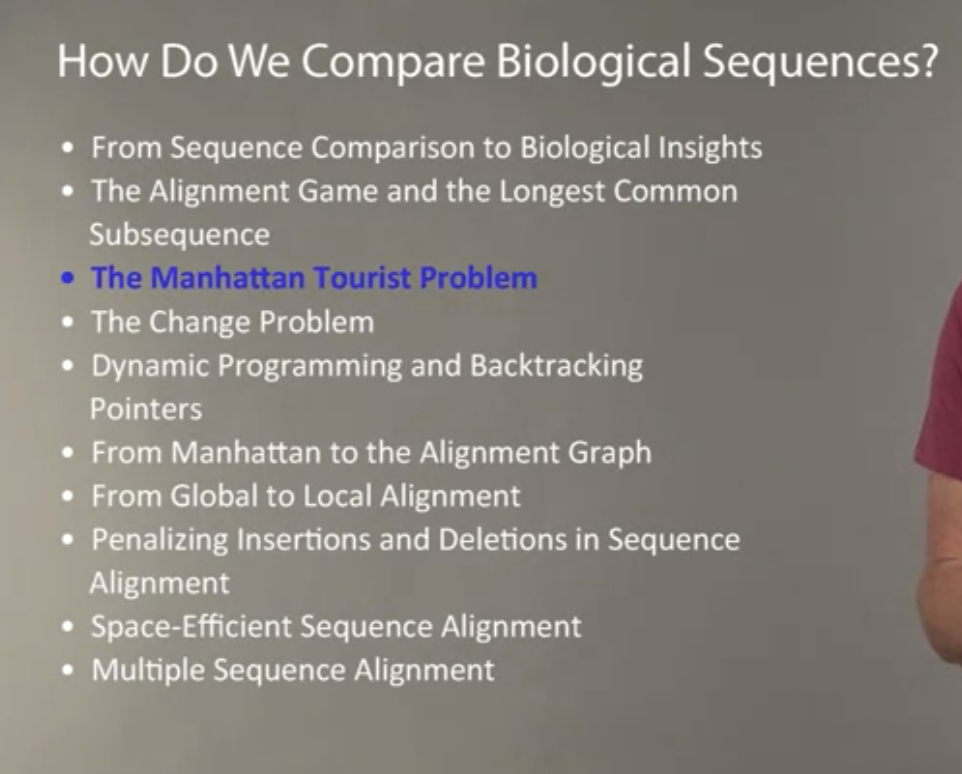 How Do We Compare Biological Sequences?
• From Sequence Comparison to Biological Insights
• The Alignment Game and the Longest Common
Subsequence
• The Manhattan Tourist Problem
• The Change Problem
• Dynamic Programming and Backtracking
Pointers
• From Manhattan to the Alignment Graph
• From Global to Local Alignment
• Penalizing Insertions and Deletions in Sequence
Alignment
• Space-Efficient Sequence Alignment
• Multiple Sequence Alignment